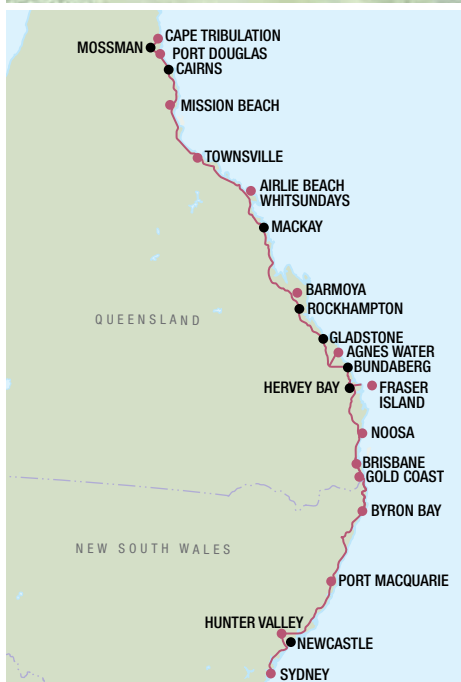 CAPE TRIBULATION
MOSSMAN
PORT DOUGLAS
CAIRNS
MISSION BEACH
TOWNSVILLE
AIRLIE BEACH
WHITSUNDAYS
MACKAY
BARMOYA
ROCKHAMPTON
QUEENSLAND
GLADSTONE
AGNES WATER
BUNDABERG
HERVEY BAY
FRASER
ISLAND
NOOSA
BRISBANE
GOLD COAST
BYRON BAY
NEW SOUTH WALES
PORT MACQUARIE
HUNTER VALLEY
NEWCASTLE
SYDNEY